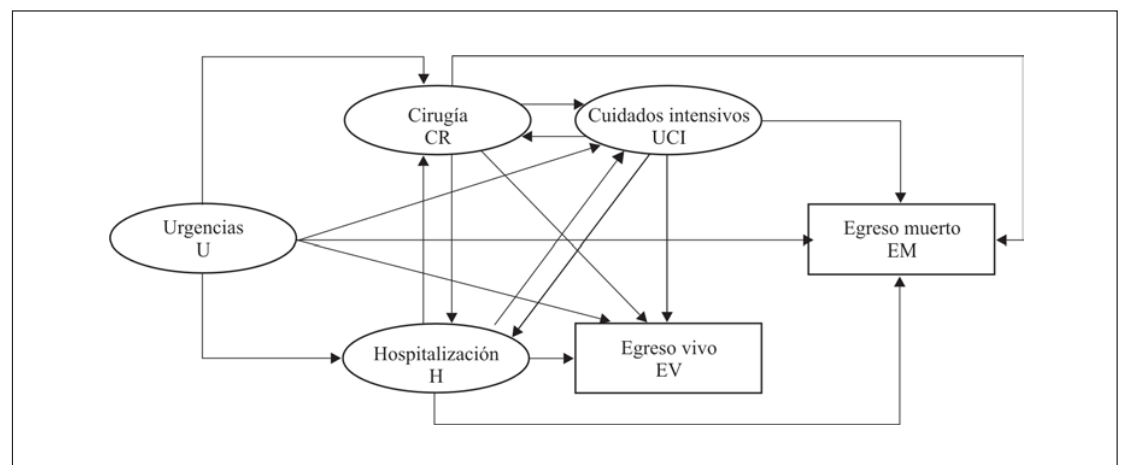 Cirugía
CR
Cuidados intensivos
UCI
Urgencias
U
Egreso muerto
EM
Hospitalización
H
Egreso vivo
EV